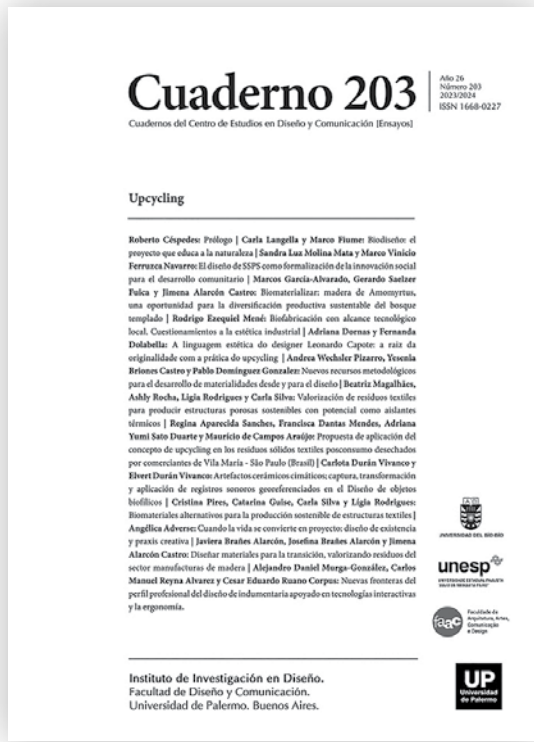 Cuaderno 203
Año 26
Número 203
2023/2024
ISSN 1668-0227
Cuadernos del Centro de Estudios en Diseño y Comunicación [Ensayos]
Upcycling
Roberto Céspedes: Prólogo | Carla Langella y Marco Fiume: Biodiseño: el
proyecto que educa a la naturaleza | Sandra Luz Molina Mata y Marco Vinicio
Ferruzca Navarro: El diseño de SSPS como formalización de la innovación social
para el desarrollo comunitario | Marcos García-Alvarado, Gerardo Saelzer
Fuica y Jimena Alarcón Castro: Biomaterializar: madera de Amomyrtus,
una oportunidad para la diversificación productiva sustentable del bosque
templado | Rodrigo Ezequiel Mené: Biofabricación con alcance tecnológico
local. Cuestionamientos a la estética industrial | Adriana Dornas y Fernanda
Dolabella: A linguagem estética do designer Leonardo Capote: a raiz da
originalidade com a prática do upcycling | Andrea Wechsler Pizarro, Yesenia
Briones Castro y Pablo Domínguez Gonzalez: Nuevos recursos metodológicos
para el desarrollo de materialidades desde y para el diseño | Beatriz Magalhães,
Ashly Rocha, Ligia Rodrigues y Carla Silva: Valorización de residuos textiles
para producir estructuras porosas sostenibles con potencial como aislantes
térmicos | Regina Aparecida Sanches, Francisca Dantas Mendes, Adriana
Yumi Sato Duarte y Maurício de Campos Araújo: Propuesta de aplicación del
concepto de upcycling en los residuos sólidos textiles posconsumo desechados
por comerciantes de Vila Maria - São Paulo (Brasil) | Carlota Durán Vivanco y
Elvert Durán Vivanco: Artefactos cerámicos cimáticos; captura, transformación
y aplicación de registros sonoros georeferenciados en el Diseño de objetos
biofílicos | Cristina Pires, Catarina Guise, Carla Silva y Lígia Rodrigues:
Biomateriales alternativos para la producción sostenible de estructuras textiles |
Angélica Adverse: Cuando la vida se convierte en proyecto: diseño de existencia
y praxis creativa | Javiera Brañes Alarcón, Josefina Brañes Alarcón y Jimena
Alarcón Castro: Diseñar materiales para la transición, valorizando residuos del
sector manufacturas de madera | Alejandro Daniel Murga-González, Carlos
Manuel Reyna Alvarez y Cesar Eduardo Ruano Corpus: Nuevas fronteras del
perfil profesional del diseño de indumentaria apoyado en tecnologías interactivas
y la ergonomía.
UNIVERSIDAD DEL BÍO-BÍO
unesp
UNIVERSIDADE ESTADUAL PAULISTA
"JÚLIO DE MESQUITA FILHO"
faac
Faculdade de
Arquitetura, Artes,
Comunicação
e Design
Instituto de Investigación en Diseño.
Facultad de Diseño y Comunicación.
Universidad de Palermo. Buenos Aires.
UP
Universidad
de Palermo